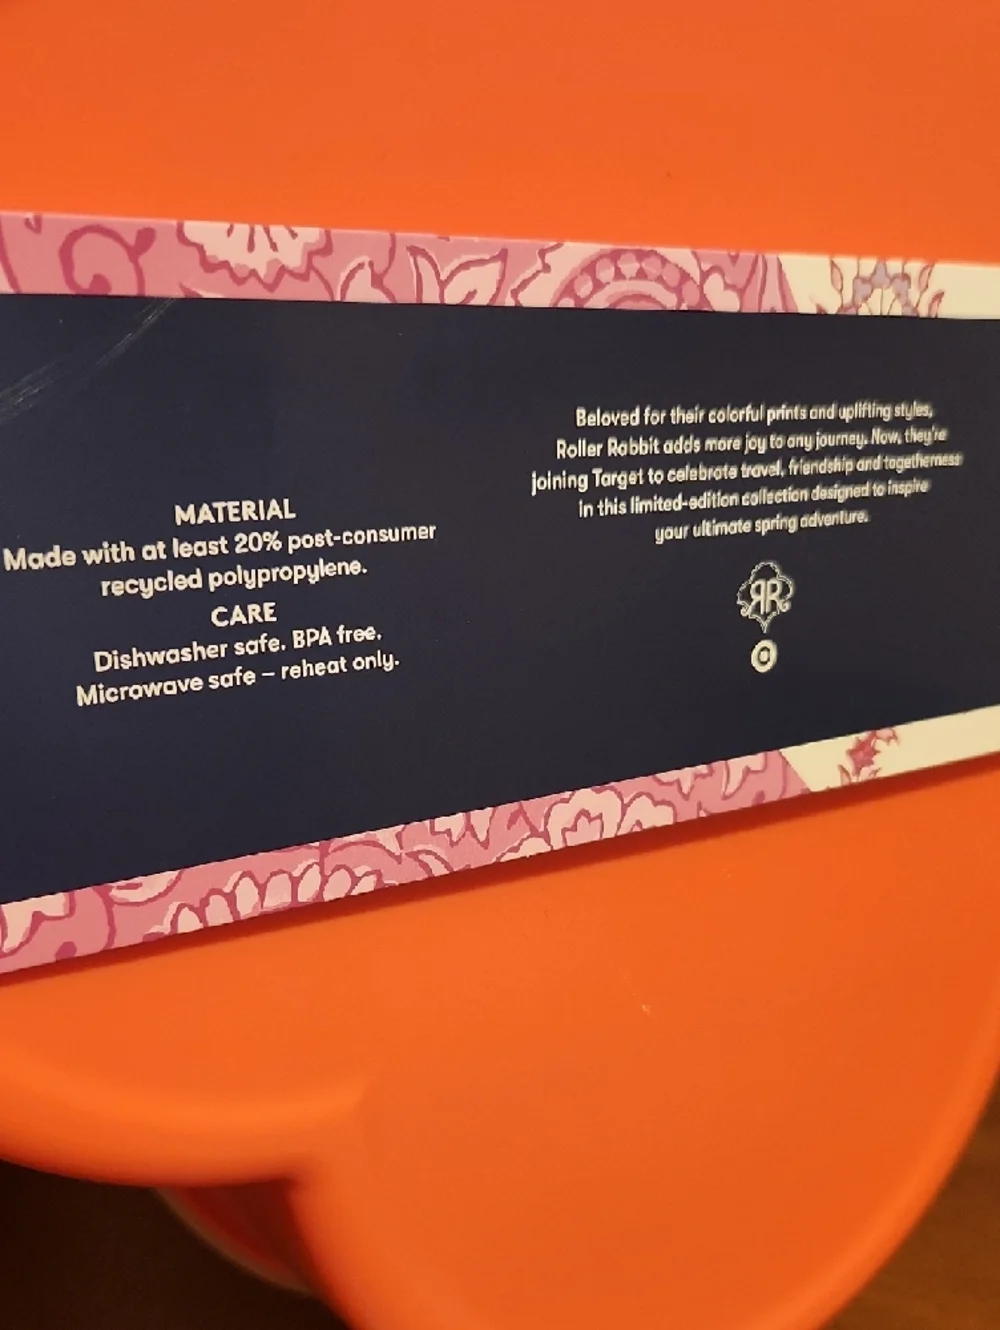 MATERIAL
Made with at least 20% post-consumer
recycled polypropylene.
CARE
Dishwasher safe. BPA free.
Microwave safe – reheat only.
Beloved for their colorful prints and uplifting styles,
Roller Rabbit adds more joy to any journey. Now, they're
joining Target to celebrate travel, friendship and togetherness
in this limited-edition collection designed to inspire
your ultimate spring adventure.
RR